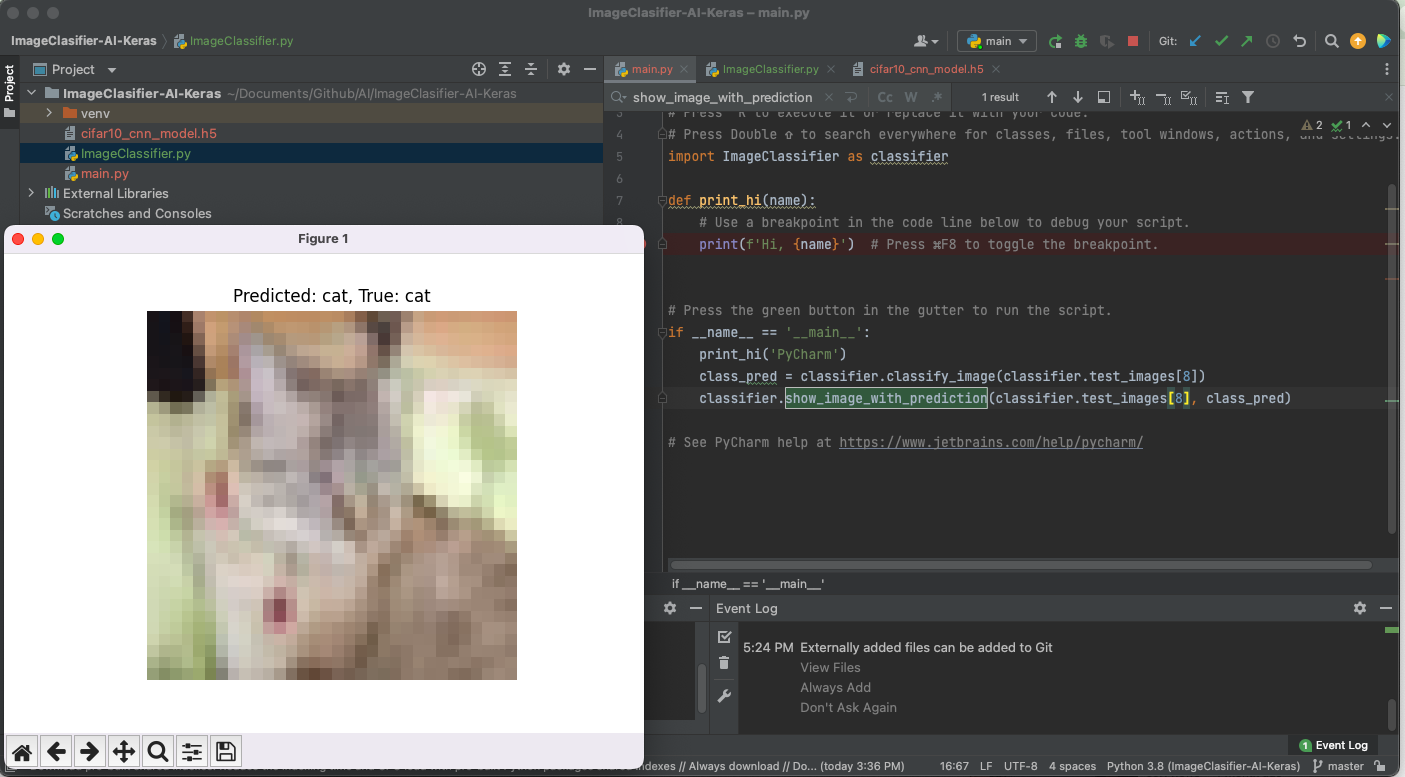 ImageClasifier-AI-Keras – main.py
ImageClasifier-AI-Keras
ImageClassifier.py
main
Git:
Project
Project
ImageClasifier-AI-Keras ~/Documents/Github/AI/ImageClasifier-AI-Keras
venv
cifar10_cnn_model.h5
ImageClassifier.py
main.py
External Libraries
Scratches and Consoles
main.py
ImageClassifier.py
cifar10_cnn_model.h5
show_image_with_prediction
Cc
W
.*
1 result
2
1
3 # Press ⌃R to execute it or replace it with your code.
4 # Press Double ⇧ to search everywhere for classes, files, tool windows, actions, and settings.
5 import ImageClassifier as classifier
6
7 def print_hi(name):
8 # Use a breakpoint in the code line below to debug your script.
print(f'Hi, {name}') # Press ⌘F8 to toggle the breakpoint.
# Press the green button in the gutter to run the script.
if __name__ == '__main__':
print_hi('PyCharm')
class_pred = classifier.classify_image(classifier.test_images[8])
classifier.show_image_with_prediction(classifier.test_images[8], class_pred)
# See PyCharm help at https://www.jetbrains.com/help/pycharm/
if __name__ == '__main__'
Figure 1
Predicted: cat, True: cat
Event Log
5:24 PM Externally added files can be added to Git
View Files
Always Add
Don't Ask Again
1 Event Log
indexes // Always download // Do... (today 3:36 PM)
16:67 LF UTF-8 4 spaces Python 3.8 (ImageClasifier-AI-Keras) master